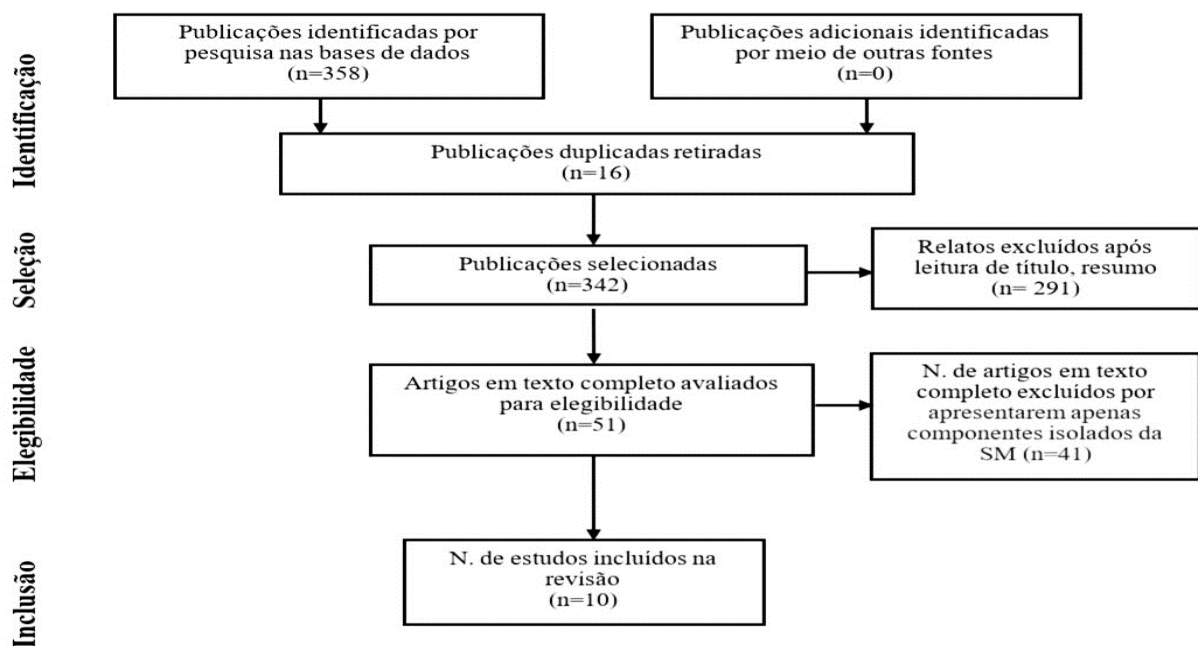 Identificação
Publicações identificadas por
pesquisa nas bases de dados
(n=358)
Publicações adicionais identificadas
por meio de outras fontes
(n=0)
Publicações duplicadas retiradas
(n=16)
Seleção
Publicações selecionadas
(n=342)
Relatos excluídos após
leitura de título, resumo
(n= 291)
Elegibilidade
Artigos em texto completo avaliados
para elegibilidade
(n=51)
N. de artigos em texto
completo excluídos por
apresentarem apenas
componentes isolados da
SM (n=41)
Inclusão
N. de estudos incluídos na
revisão
(n=10)